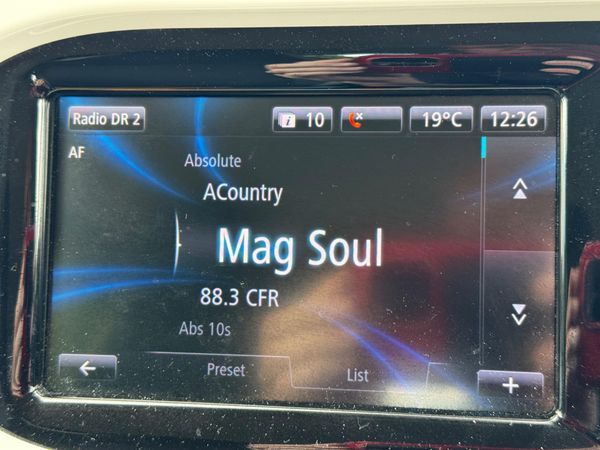 Radio DR 2
10
19°C
12:26
AF
Absolute
ACountry
Mag Soul
88.3 CFR
Abs 10s
Preset
List